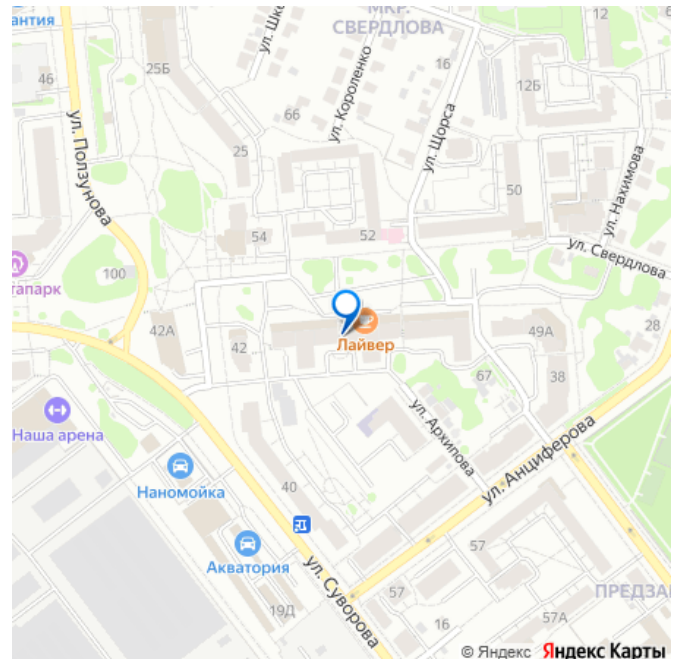 антия
МКР.
СВЕРДЛОВА
12
46
25Б
ул. Шке
ул. Короленко
16
12Б
66
ул. Ползунова
ул. Щорса
25
50
ул. Нахимова
54
52
ул. Свердлова
100
тапарк
42А
42
Лайвер
49А
28
67
38
Наша арена
ул. Архипова
ул. Анциферова
Наномойка
40
Акватория
57
ул. Суворова
57
ПРЕДЗА
19Д
16
57А
© Яндекс Яндекс Карты